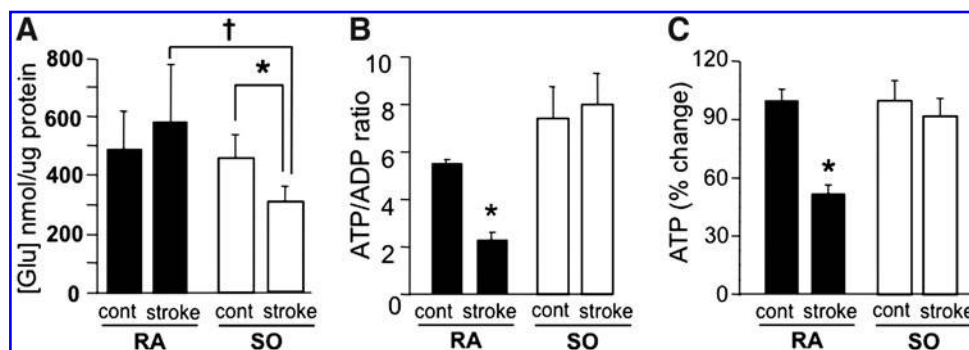 A
[Glu] nmol/ug protein
800
600
400
200
0
†
*
cont stroke cont stroke
RA SO
B
ATP/ADP ratio
10
8
6
4
2
0
*
cont stroke cont stroke
RA SO
C
ATP (% change)
120
90
60
30
0
*
cont stroke cont stroke
RA SO